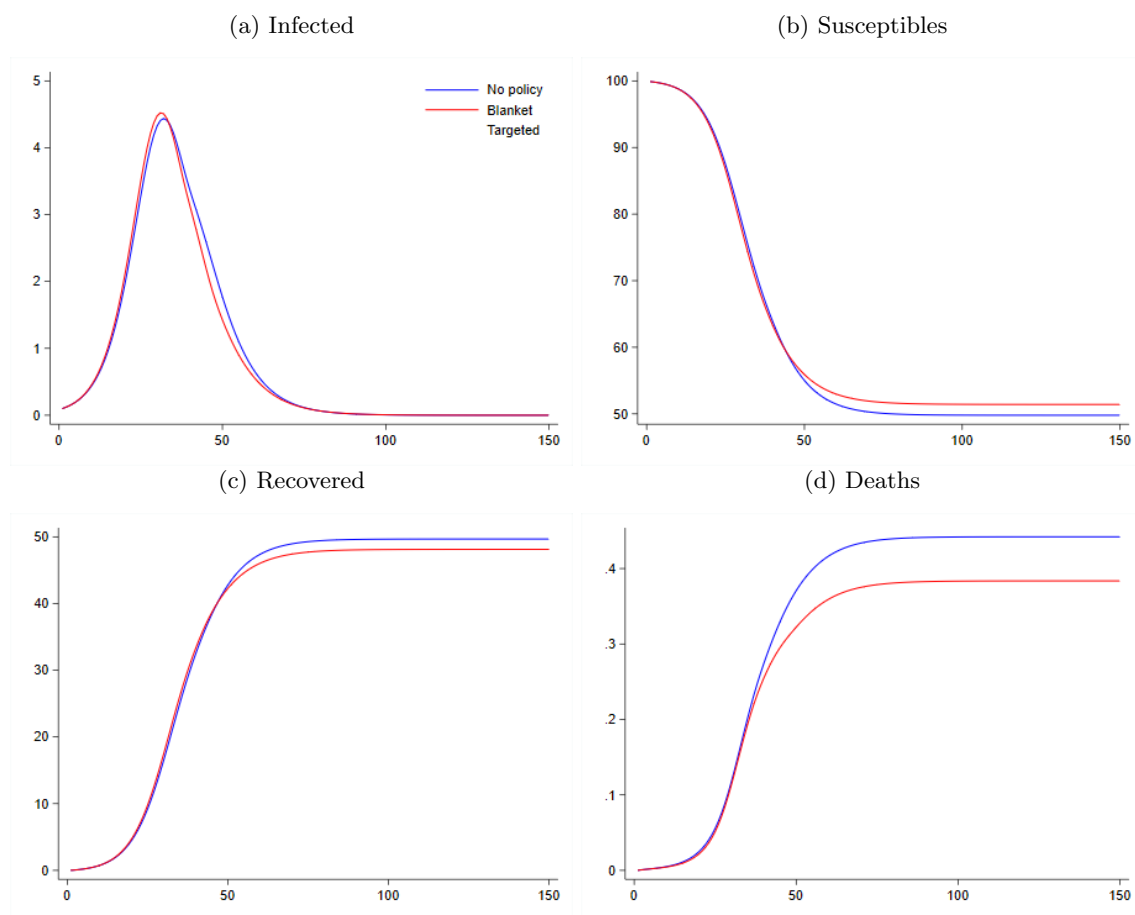 (a) Infected
(b) Susceptibles
5
4
3
2
1
0
0 50 100 150
No policy
Blanket
Targeted
100
90
80
70
60
50
0 50 100 150
(c) Recovered
(d) Deaths
50
40
30
20
10
0
0 50 100 150
.4
.3
.2
.1
0
0 50 100 150